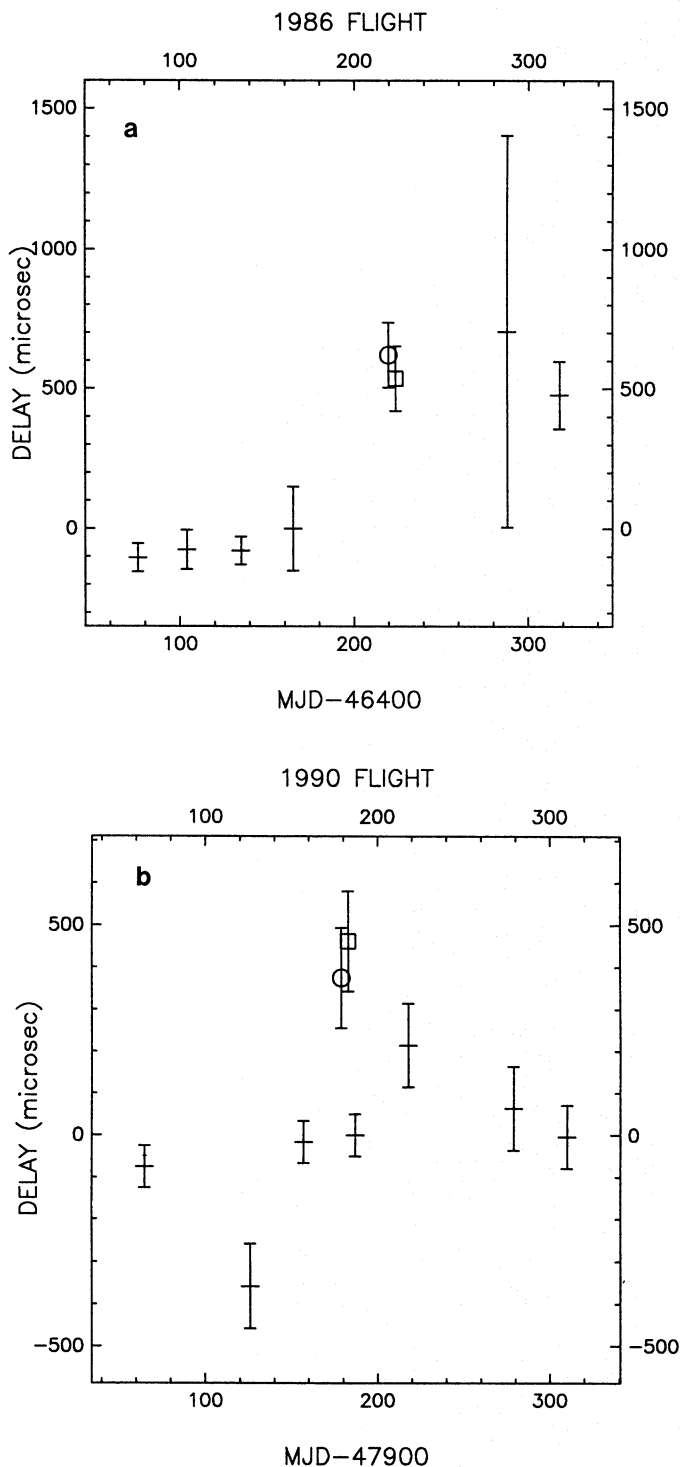 1986 FLIGHT
100 200 300
1500 1500
a
1000 1000
DELAY (microsec)
500 500
0 0
100 200 300
MJD-46400
1990 FLIGHT
100 200 300
b
500 500
DELAY (microsec)
0 0
-500 -500
100 200 300
MJD-47900